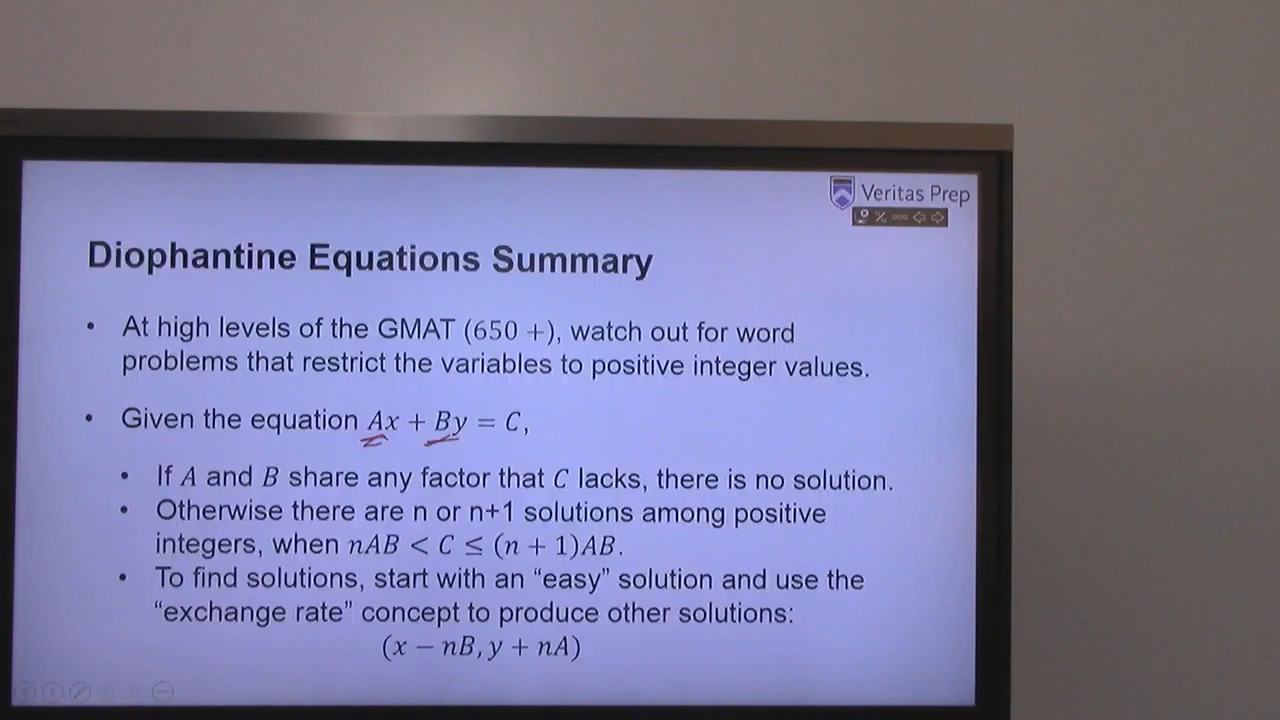 Veritas Prep
Diophantine Equations Summary
• At high levels of the GMAT (650 +), watch out for word
problems that restrict the variables to positive integer values.
• Given the equation Ax + By = C,
• If A and B share any factor that C lacks, there is no solution.
• Otherwise there are n or n+1 solutions among positive
integers, when nAB < C ≤ (n + 1)AB.
• To find solutions, start with an “easy” solution and use the
“exchange rate” concept to produce other solutions:
(x − nB, y + nA)